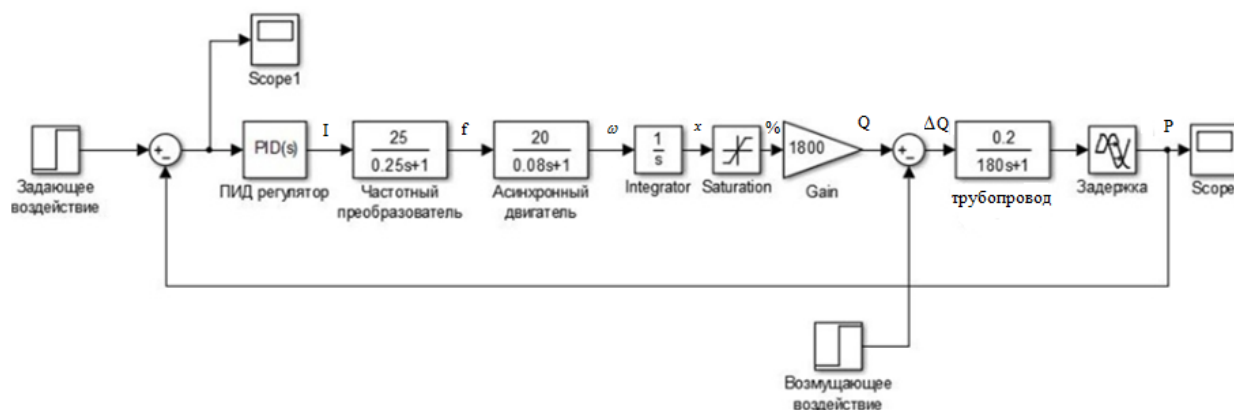 Scope1
I
f
ω
x
%
Q
ΔQ
P
PID(s)
25
0.25s+1
20
0.08s+1
1
s
1800
0.2
180s+1
Задающее
воздействие
ПИД регулятор
Частотный
преобразователь
Асинхронный
двигатель
Integrator
Saturation
Gain
трубопровод
Задержка
Scope
Возмущающее
воздействие